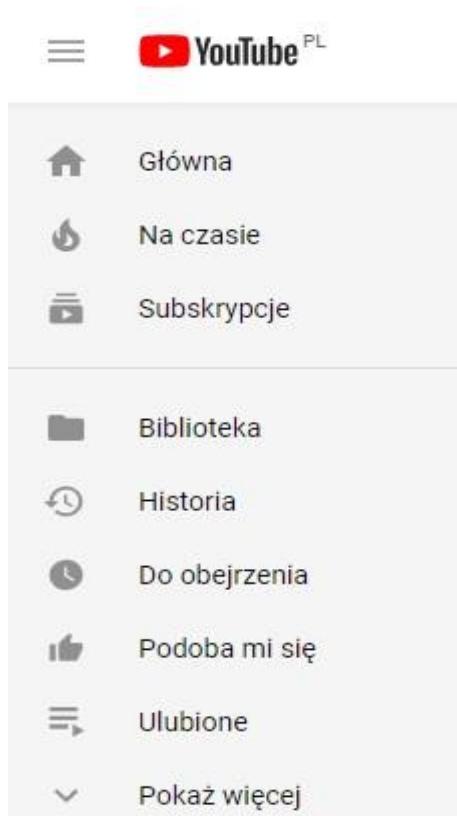 YouTube PL
Główna
Na czasie
Subskrypcje
Biblioteka
Historia
Do obejrzenia
Podoba mi się
Ulubione
Pokaż więcej